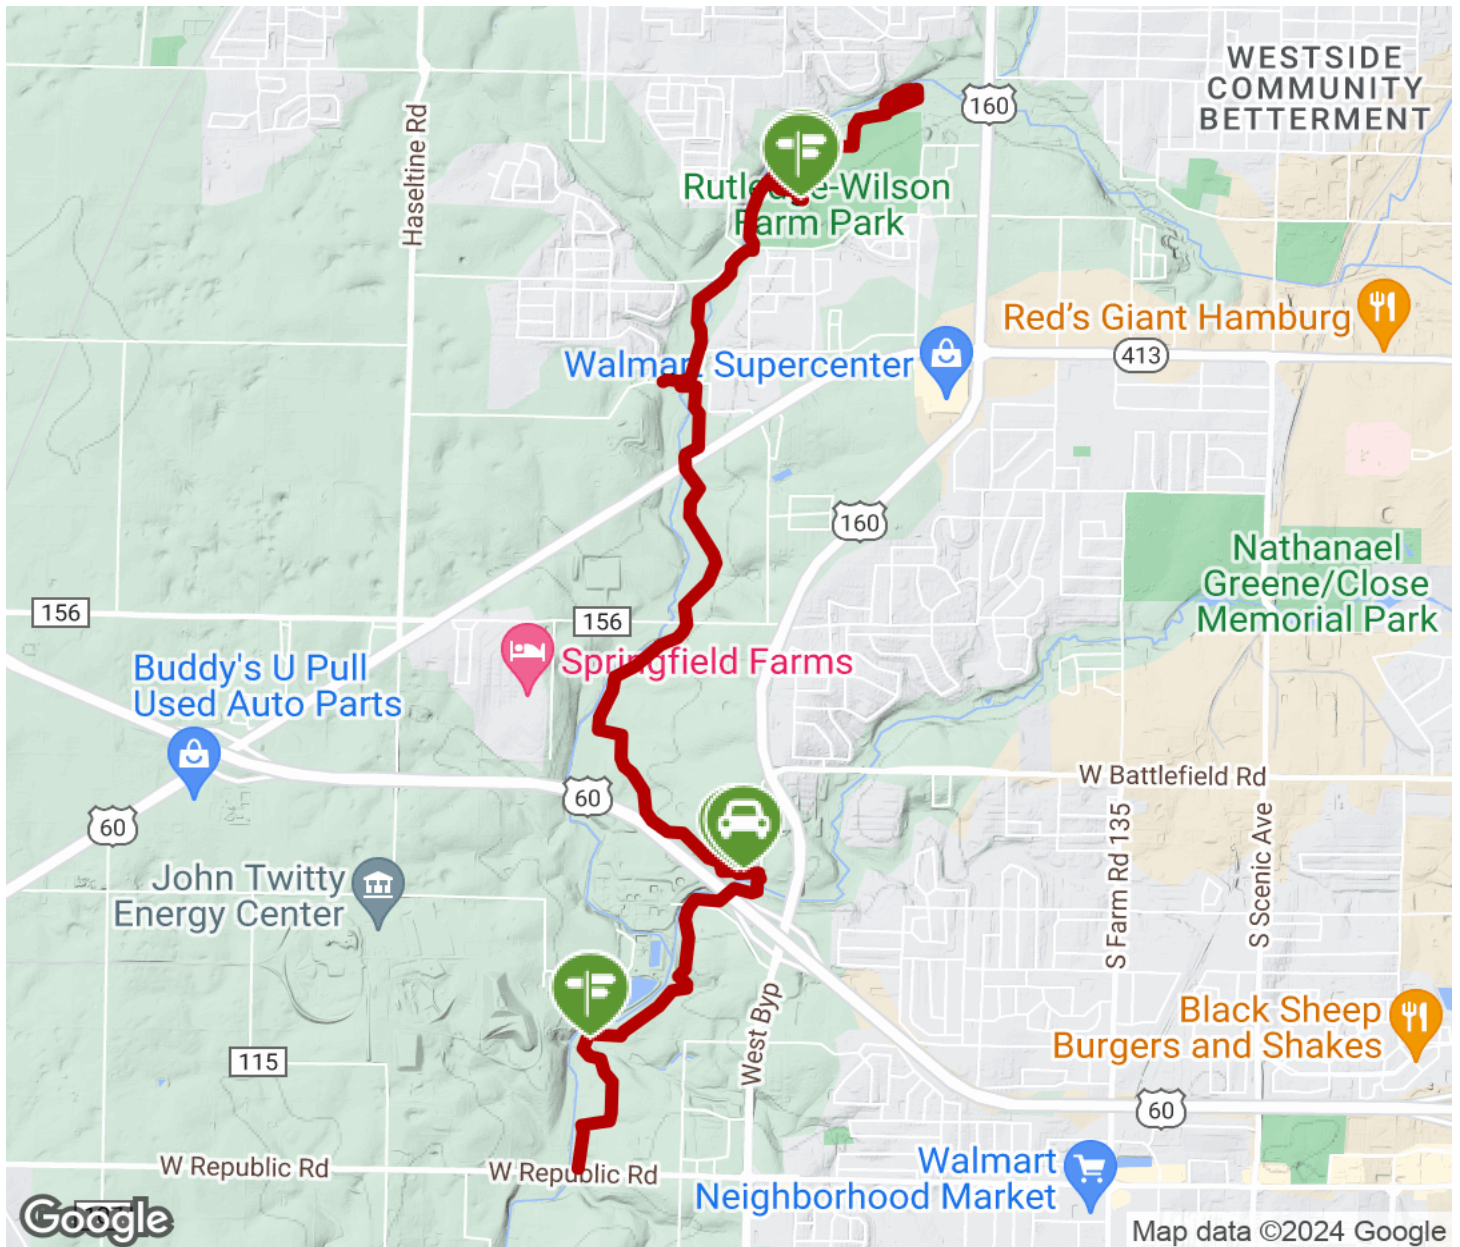 WESTSIDE
COMMUNITY
BETTERMENT
160
Haseltine Rd
Rutledge-Wilson
Farm Park
Red's Giant Hamburg
Walmart Supercenter
413
160
Nathanael
Greene/Close
Memorial Park
156
156
Springfield Farms
Buddy's U Pull
Used Auto Parts
W Battlefield Rd
60
60
S Farm Rd 135
S Scenic Ave
John Twitty
Energy Center
West Byp
Black Sheep
Burgers and Shakes
115
60
W Republic Rd
W Republic Rd
Walmart
Neighborhood Market
Google
Map data ©2024 Google